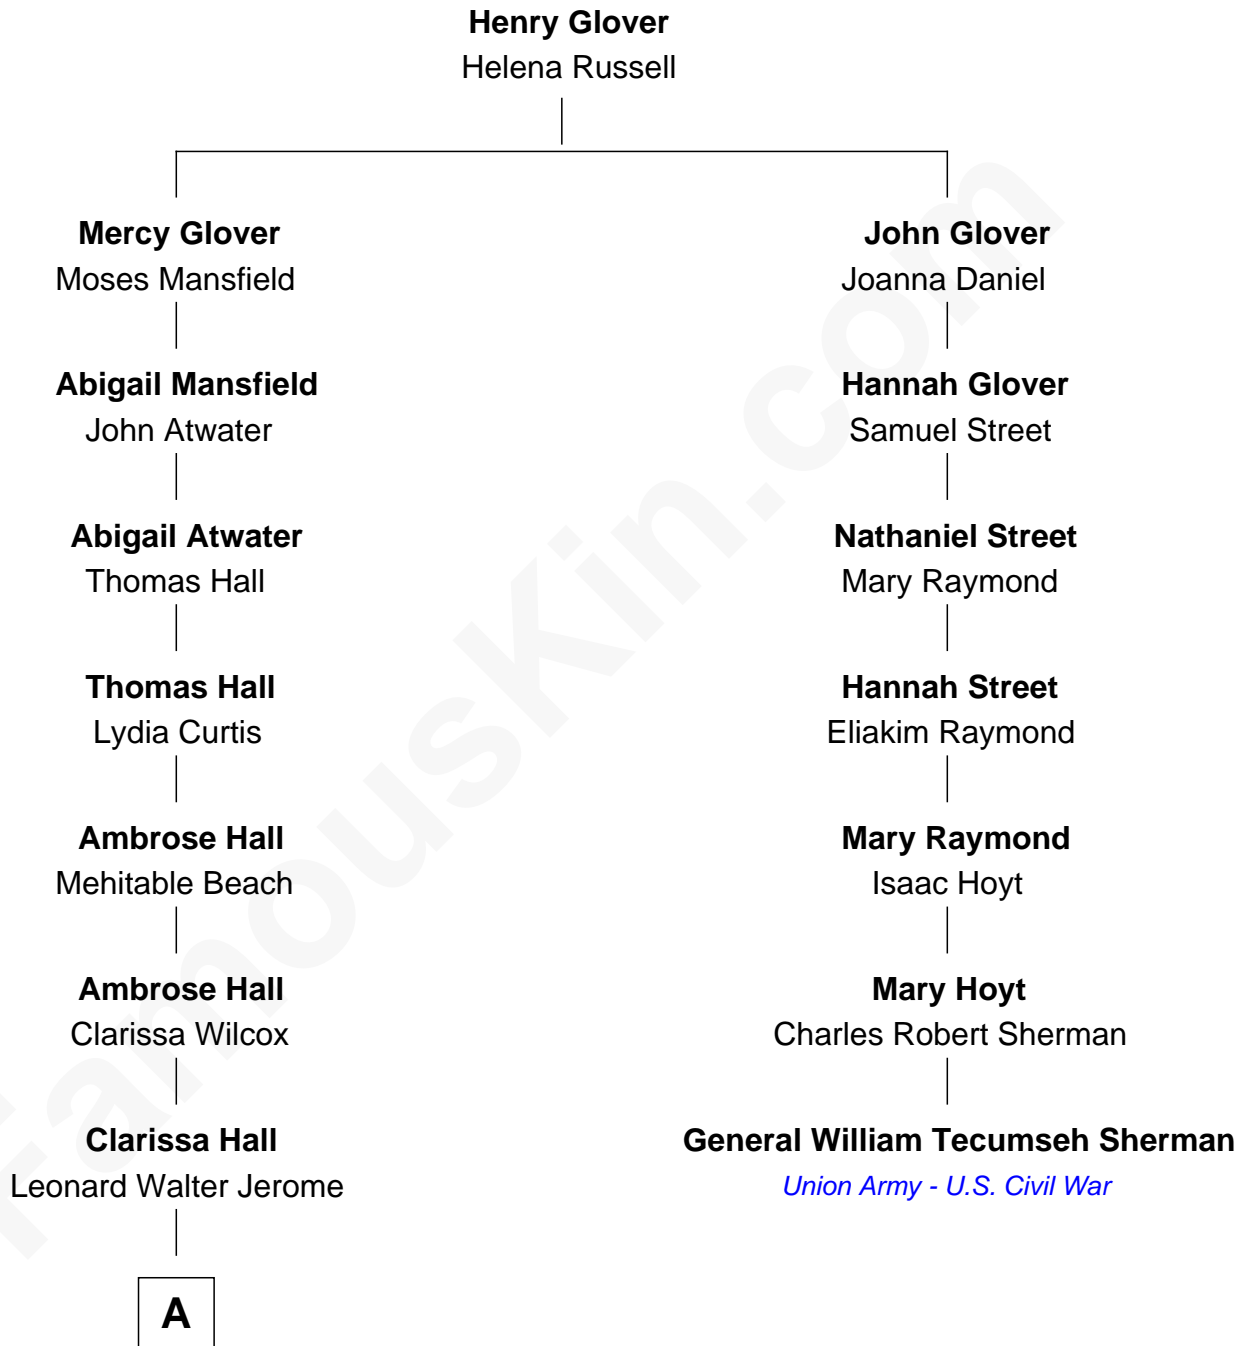 Henry Glover
Helena Russell
Mercy Glover
Moses Mansfield
Abigail Mansfield
John Atwater
Abigail Atwater
Thomas Hall
Thomas Hall
Lydia Curtis
Ambrose Hall
Mehitable Beach
Ambrose Hall
Clarissa Wilcox
Clarissa Hall
Leonard Walter Jerome
A
John Glover
Joanna Daniel
Hannah Glover
Samuel Street
Nathaniel Street
Mary Raymond
Hannah Street
Eliakim Raymond
Mary Raymond
Isaac Hoyt
Mary Hoyt
Charles Robert Sherman
General William Tecumseh Sherman
Union Army - U.S. Civil War
FamousKin.com